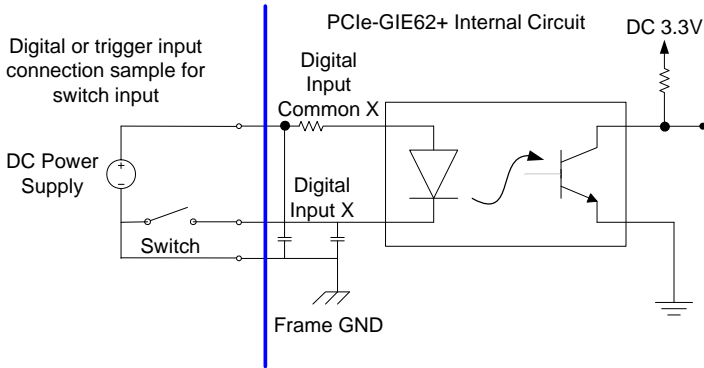 PCIe-GIE62+ Internal Circuit
DC 3.3V
Digital or trigger input
connection sample for
switch input
Digital
Input
Common X
DC Power
Supply
+
−
Digital
Input X
Switch
Frame GND